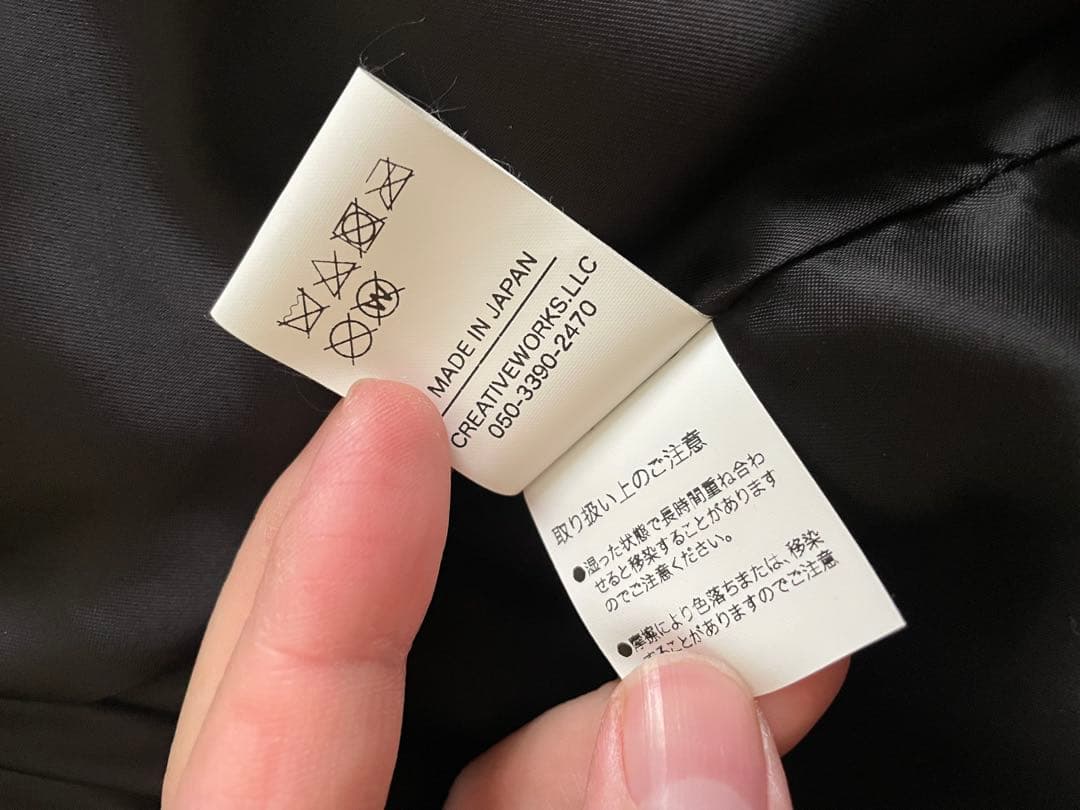 MADE IN JAPAN
CREATIVEWORKS.LLC
050-3390-2470
取り扱い上のご注意
●湿った状態で長時間重ね合わ
せると移染することがあります
のでご注意ください。
●摩擦により色落ちまたは、移染
することがありますのでご注意